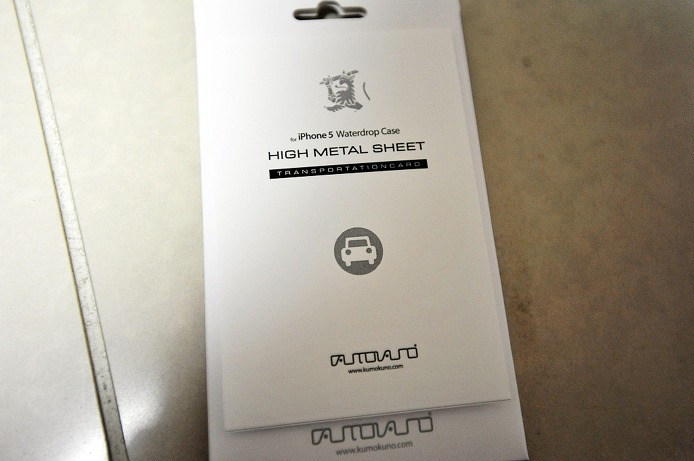 for iPhone 5 Waterdrop Case
HIGH METAL SHEET
TRANSPORTATIONCARD
www.kumokuno.com
www.kumokuno.com